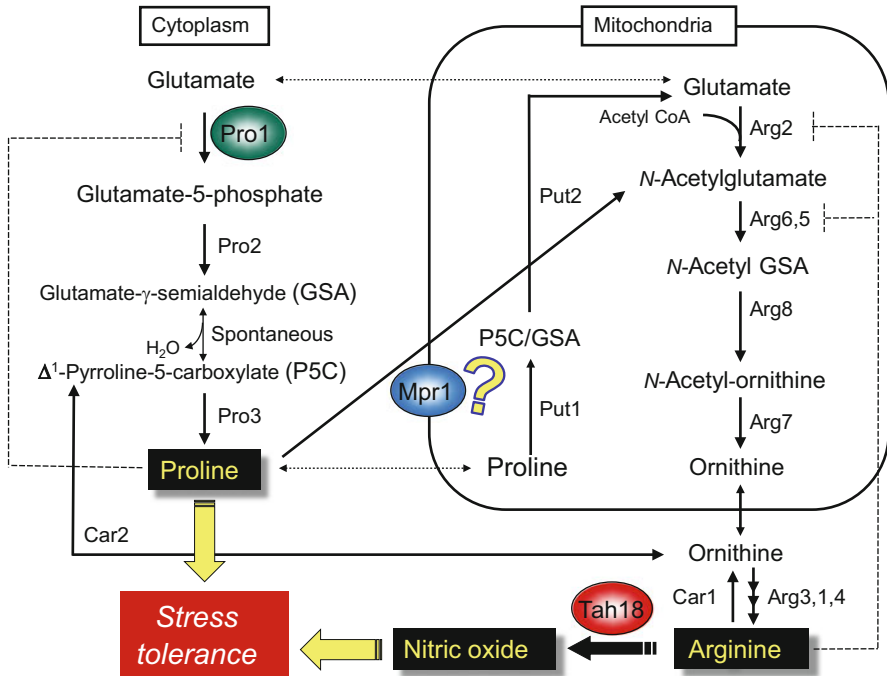 Cytoplasm
Mitochondria
Glutamate
Pro1
Glutamate-5-phosphate
Pro2
Glutamate-γ-semialdehyde (GSA)
Spontaneous
H₂O
Δ¹-Pyrroline-5-carboxylate (P5C)
Pro3
Proline
Car2
Stress
tolerance
Glutamate
Acetyl CoA
Arg2
Put2
N-Acetylglutamate
Arg6,5
N-Acetyl GSA
Arg8
P5C/GSA
Mpr1
?
Put1
N-Acetyl-ornithine
Arg7
Proline
Ornithine
Ornithine
Car1
Arg3,1,4
Tah18
Nitric oxide
Arginine